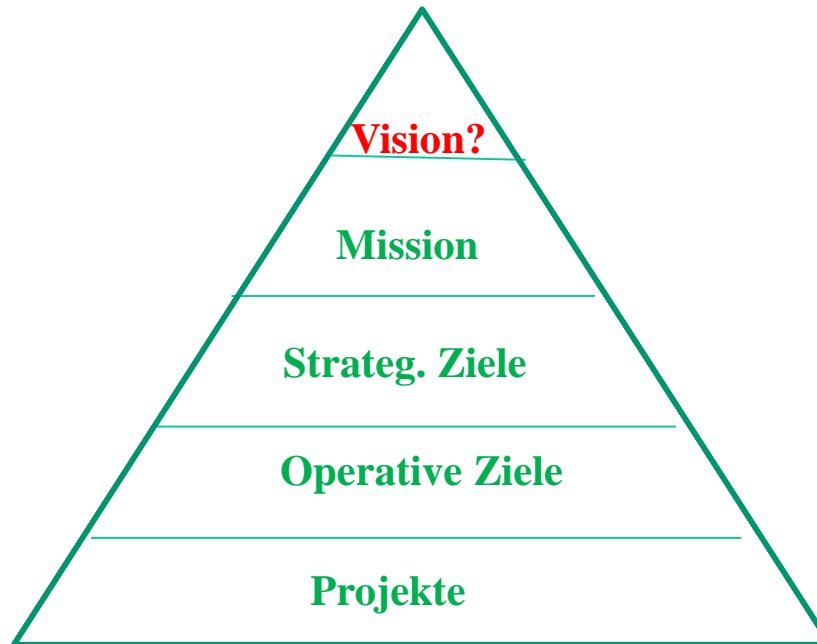 Vision?
Mission
Strateg. Ziele
Operative Ziele
Projekte